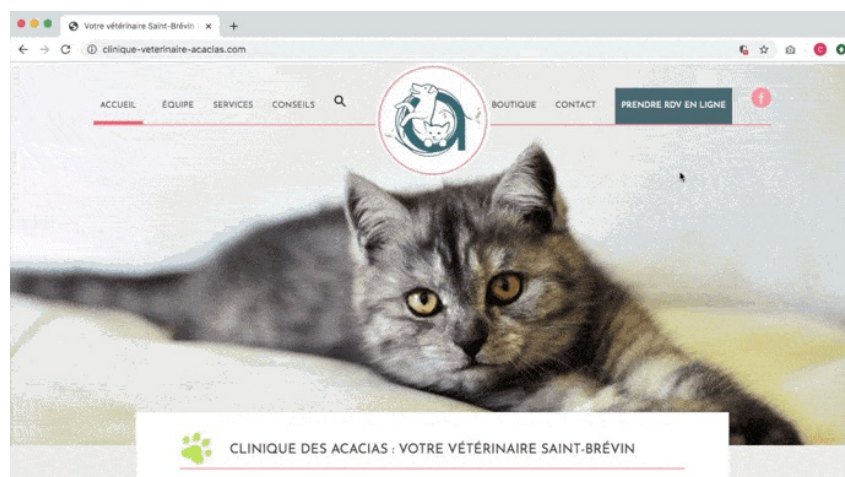 Votre vétérinaire Saint-Brévin
clinique-veterinaire-acacias.com
ACCUEIL ÉQUIPE SERVICES CONSEILS BOUTIQUE CONTACT PRENDRE RDV EN LIGNE f
CLINIQUE DES ACACIAS : VOTRE VÉTÉRINAIRE SAINT-BRÉVIN